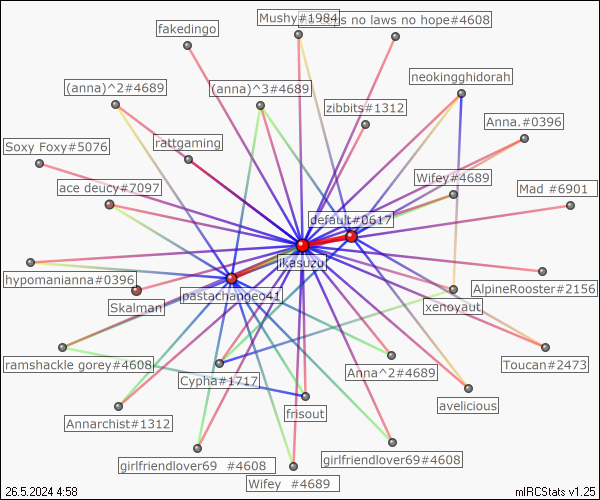 Mushy#1984
ps no laws no hope#4608
fakedingo
neokingghidorah
(anna)^2#4689
(anna)^3#4689
zibbits#1312
Anna.#0396
rattgaming
Soxy Foxy#5076
Wifey#4689
ace deucy#7097
Mad #6901
default#0617
ikasuzu
hypomanianna#0396
AlpineRooster#2156
pastachangeo41
Skalman
xenoyaut
ramshackle gorey#4608
Cypha#1717
Anna^2#4689
Toucan#2473
frisout
avelicious
Annarchist#1312
girlfriendlover69 #4608
girlfriendlover69#4608
Wifey #4689
26.5.2024 4:58
mIRCStats v1.25